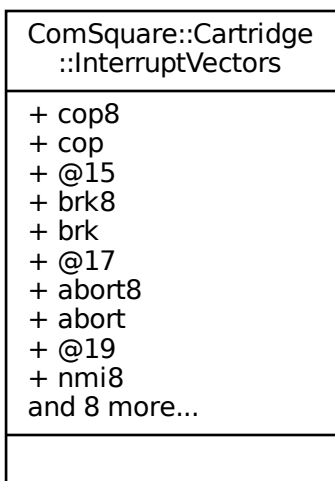 ComSquare::Cartridge
::InterruptVectors
+ cop8
+ cop
+ @15
+ brk8
+ brk
+ @17
+ abort8
+ abort
+ @19
+ nmi8
and 8 more...